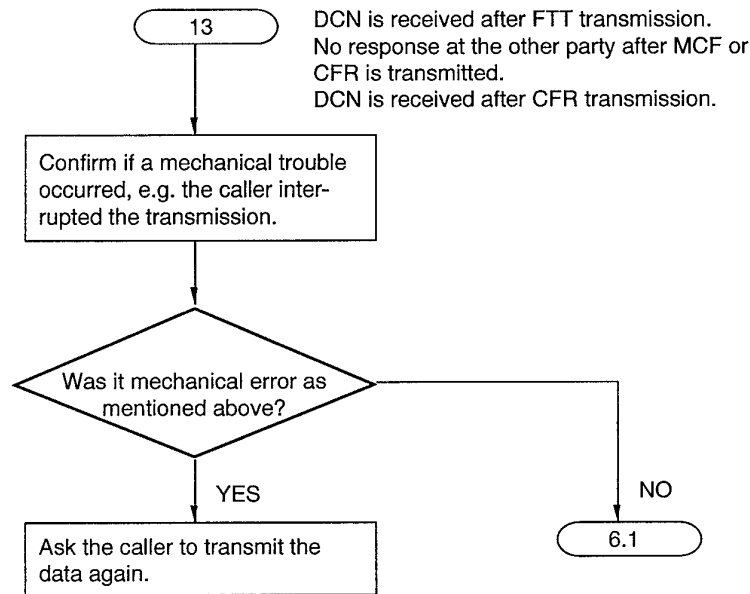 13
DCN is received after FTT transmission.
No response at the other party after MCF or
CFR is transmitted.
DCN is received after CFR transmission.
Confirm if a mechanical trouble
occurred, e.g. the caller inter-
rupted the transmission.
Was it mechanical error as
mentioned above?
YES
NO
Ask the caller to transmit the
data again.
6.1